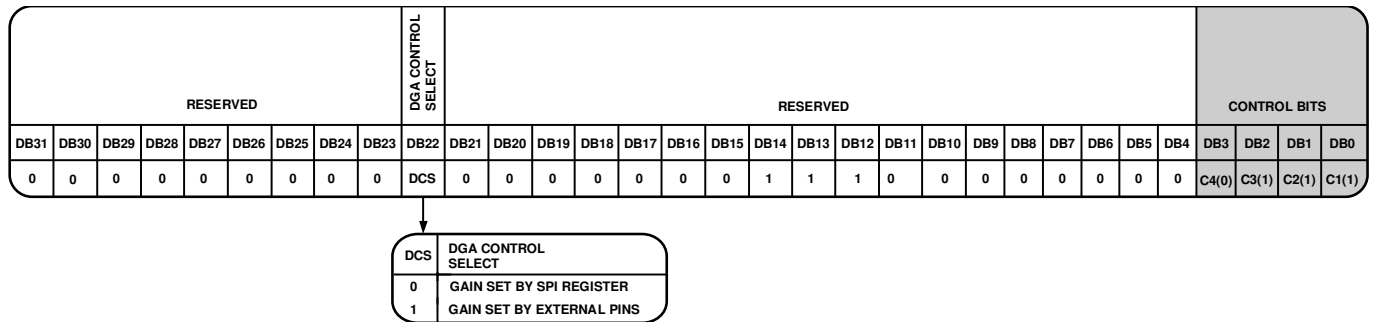 RESERVED
DGA CONTROL
SELECT
RESERVED
CONTROL BITS
DB31 DB30 DB29 DB28 DB27 DB26 DB25 DB24 DB23 DB22 DB21 DB20 DB19 DB18 DB17 DB16 DB15 DB14 DB13 DB12 DB11 DB10 DB9 DB8 DB7 DB6 DB5 DB4 DB3 DB2 DB1 DB0
0 0 0 0 0 0 0 0 0 DCS 0 0 0 0 0 0 0 1 1 1 0 0 0 0 0 0 0 0 C4(0) C3(1) C2(1) C1(1)
DCS DGA CONTROL
SELECT
0 GAIN SET BY SPI REGISTER
1 GAIN SET BY EXTERNAL PINS